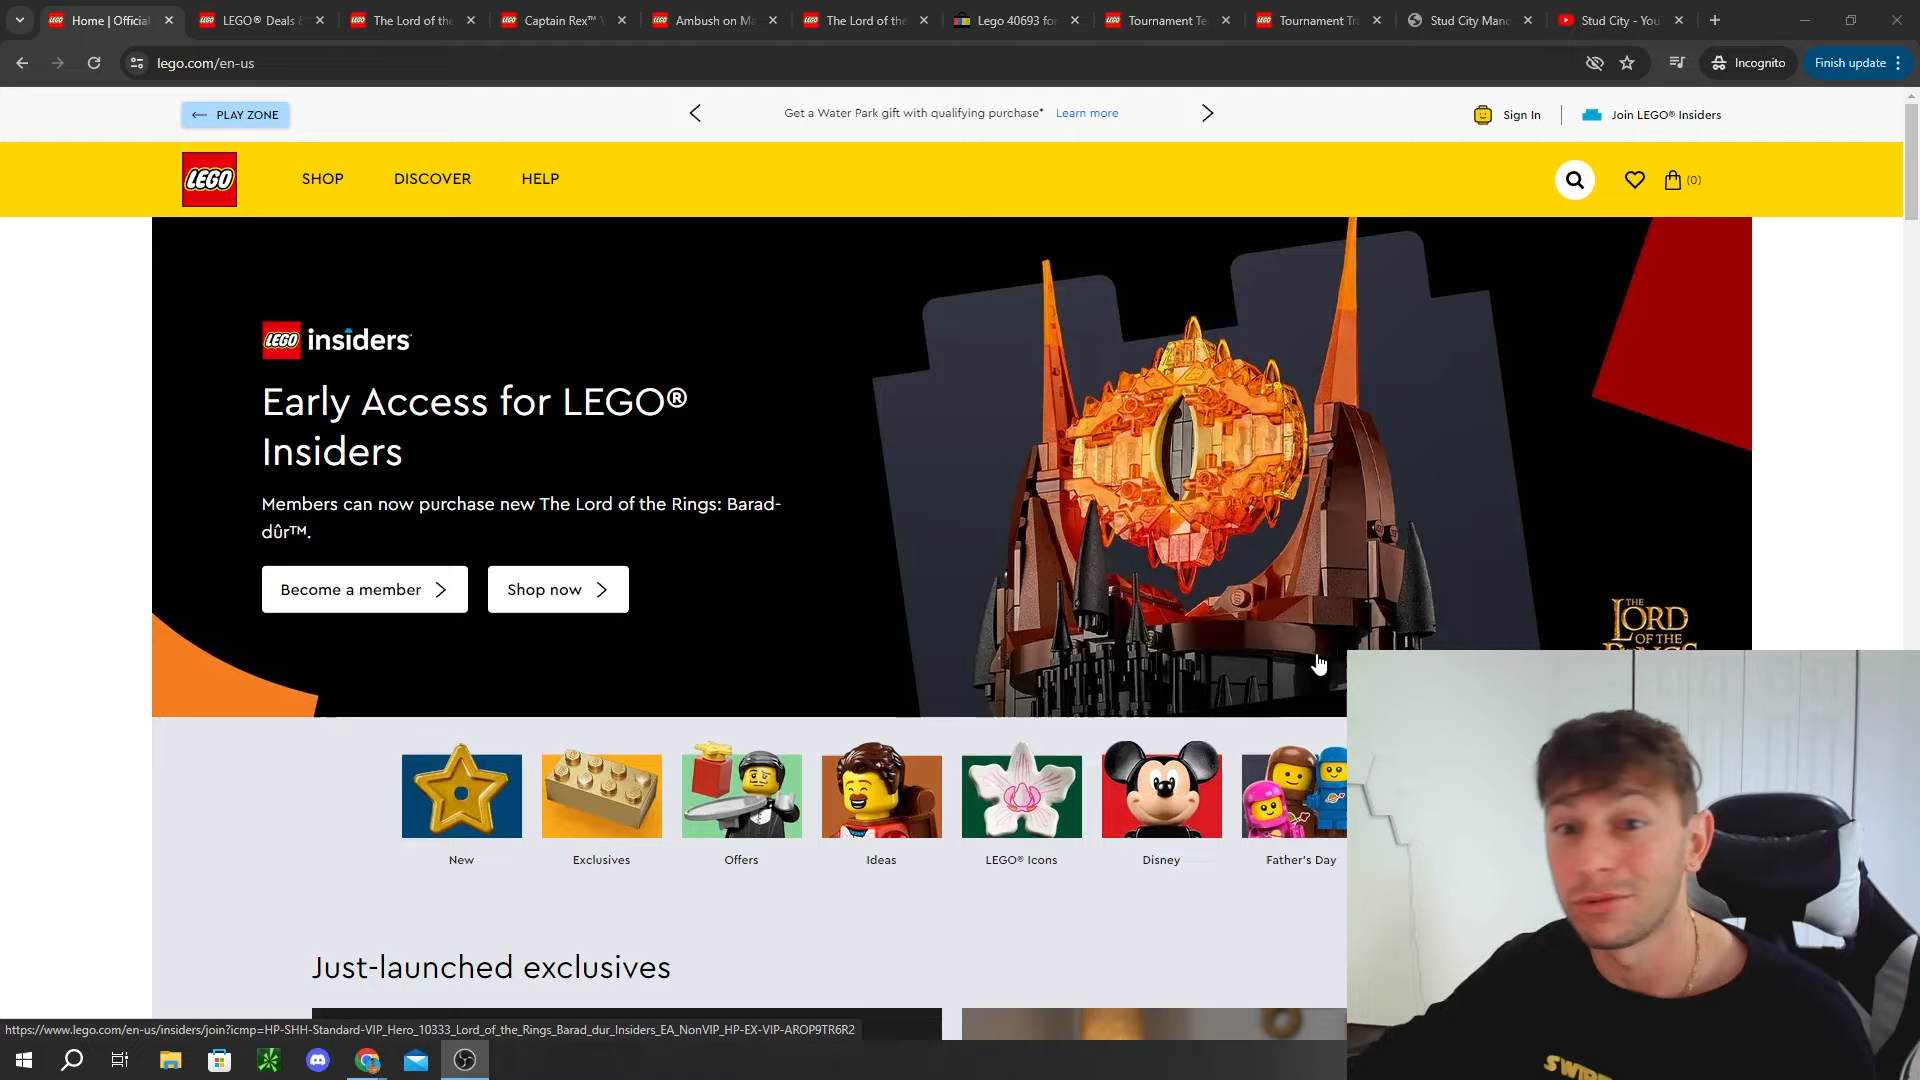 Home | Official
LEGO® Deals &
The Lord of the
Captain Rex™ Y
Ambush on Ma
The Lord of the
Lego 40693 for
Tournament Te
Tournament Tra
Stud City Mano
Stud City - You
lego.com/en-us
Incognito
Finish update
PLAY ZONE
Get a Water Park gift with qualifying purchase* Learn more
Sign In
Join LEGO® Insiders
LEGO
SHOP
DISCOVER
HELP
(0)
LEGO insiders
Early Access for LEGO®
Insiders
Members can now purchase new The Lord of the Rings: Barad-
dûr™.
Become a member
Shop now
THE
LORD
OF THE
RINGS
New
Exclusives
Offers
Ideas
LEGO® Icons
Disney
Father's Day
Just-launched exclusives
https://www.lego.com/en-us/insiders/join?icmp=HP-SHH-Standard-VIP_Hero_10333_Lord_of_the_Rings_Barad_dur_Insiders_EA_NonVIP_HP-EX-VIP-AROP9TR6R2